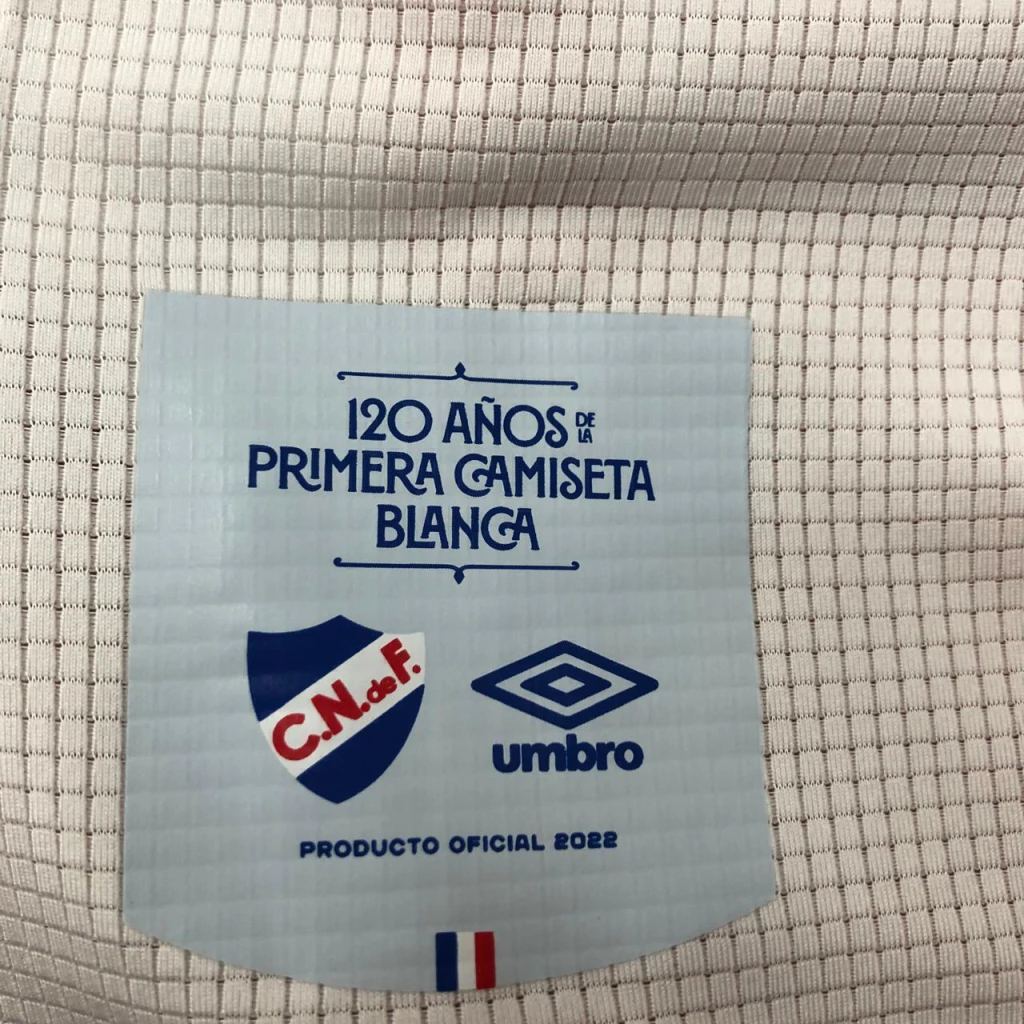 120 AÑOS DE LA
PRIMERA CAMISETA
BLANCA
C.N. de F.
umbro
PRODUCTO OFICIAL 2022